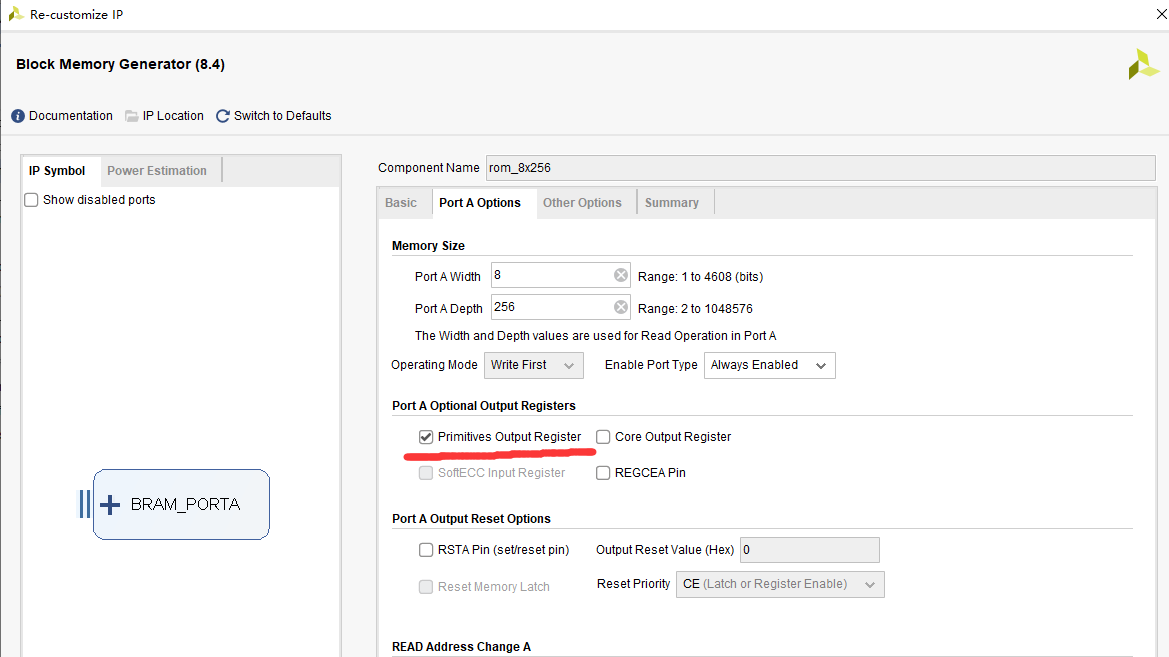 Re-customize IP
Block Memory Generator (8.4)
Documentation IP Location Switch to Defaults
IP Symbol Power Estimation
Show disabled ports
BRAM_PORTA
Component Name rom_8x256
Basic Port A Options Other Options Summary
Memory Size
Port A Width 8 Range: 1 to 4608 (bits)
Port A Depth 256 Range: 2 to 1048576
The Width and Depth values are used for Read Operation in Port A
Operating Mode Write First Enable Port Type Always Enabled
Port A Optional Output Registers
Primitives Output Register Core Output Register
SoftECC Input Register REGCEA Pin
Port A Output Reset Options
RSTA Pin (set/reset pin) Output Reset Value (Hex) 0
Reset Memory Latch Reset Priority CE (Latch or Register Enable)
READ Address Change A